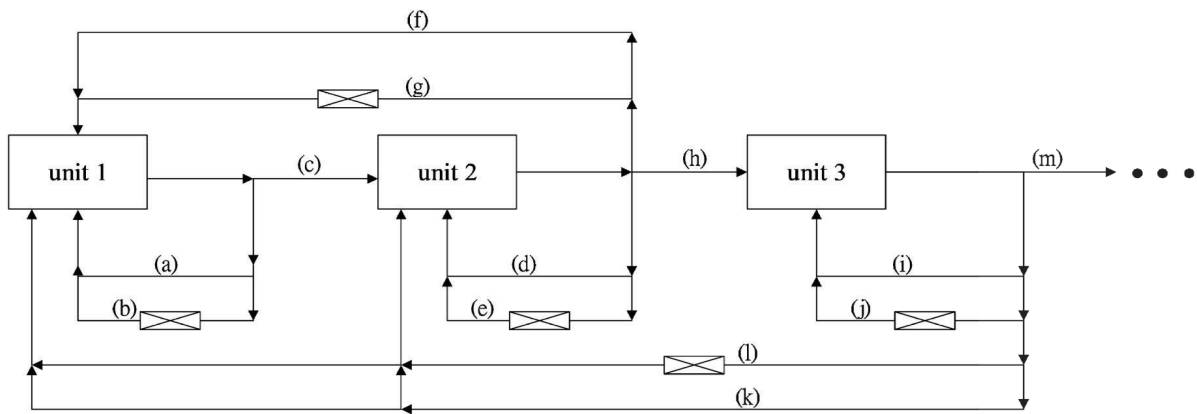 (f)
(g)
unit 1
(c)
unit 2
(h)
unit 3
(m)
(a)
(d)
(i)
(b)
(e)
(j)
(l)
(k)